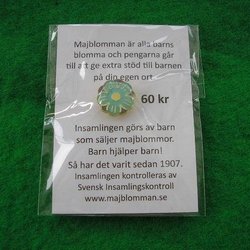 Majblomman är alla barns
blomma och pengarna går
till att ge extra stöd till barnen
på din egen ort
60 kr
Insamlingen görs av barn
som säljer majblommor.
Barn hjälper barn!
Så har det varit sedan 1907.
Insamlingen kontrolleras av
Svensk Insamlingskontroll
www.majblomman.se